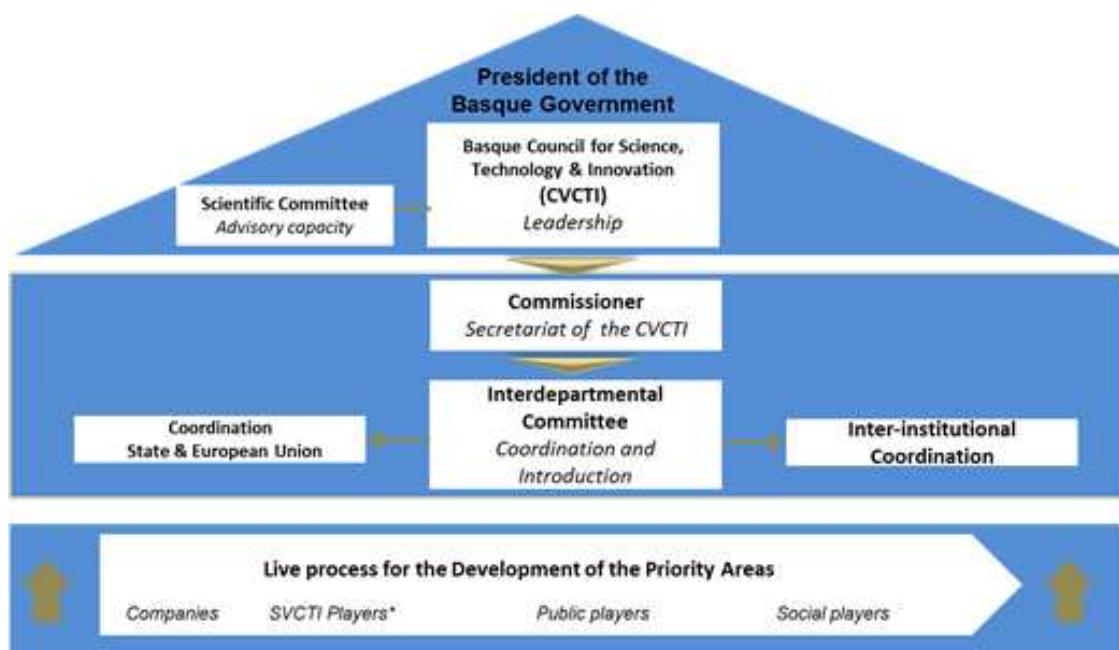 President of the
Basque Government
Basque Council for Science,
Technology & Innovation
(CVCTI)
Leadership
Scientific Committee
Advisory capacity
Commissioner
Secretariat of the CVCTI
Interdepartmental
Committee
Coordination and
Introduction
Coordination
State & European Union
Inter-institutional
Coordination
Live process for the Development of the Priority Areas
Companies SVCTI Players* Public players Social players